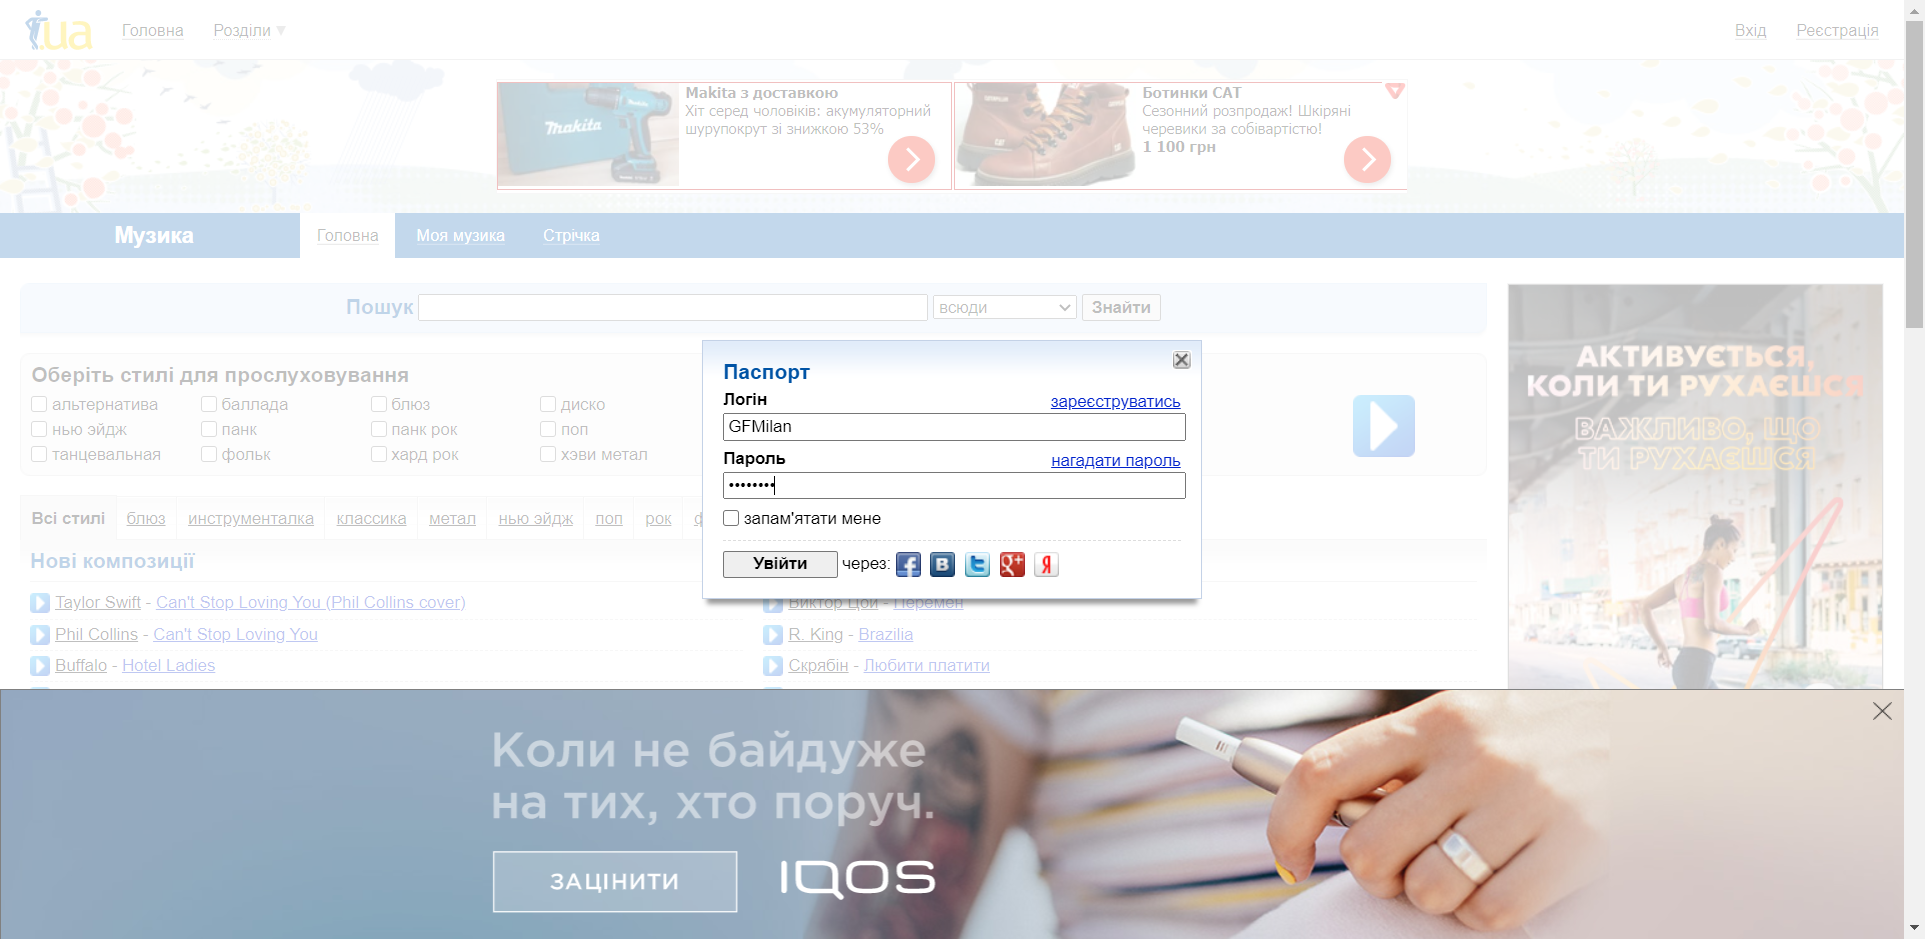 i.ua
Головна
Розділи
Вхід
Реєстрація
Makita з доставкою
Хіт серед чоловіків: акумуляторний
шурупокрут зі знижкою 53%
makita
Ботинки CAT
Сезонний розпродаж! Шкіряні
черевики за собівартістю!
1 100 грн
Музика
Головна
Моя музика
Стрічка
Пошук
всюди
Знайти
Оберіть стилі для прослуховування
альтернатива
баллада
блюз
диско
нью эйдж
панк
панк рок
поп
танцевальная
фольк
хард рок
хэви метал
Паспорт
Логін
зареєструватись
GFMilan
Пароль
нагадати пароль
••••••••
запам'ятати мене
Увійти
через:
Всі стилі
блюз
инструменталка
классика
метал
нью эйдж
поп
рок
Нові композиції
Taylor Swift - Can't Stop Loving You (Phil Collins cover)
Phil Collins - Can't Stop Loving You
Buffalo - Hotel Ladies
Виктор Цой - Перемен
R. King - Brazilia
Скрябін - Любити платити
АКТИВУЄТЬСЯ,
КОЛИ ТИ РУХАЄШСЯ
ВАЖЛИВО, ЩО
ТИ РУХАЄШСЯ
Коли не байдуже
на тих, хто поруч.
ЗАЦІНИТИ
IQOS